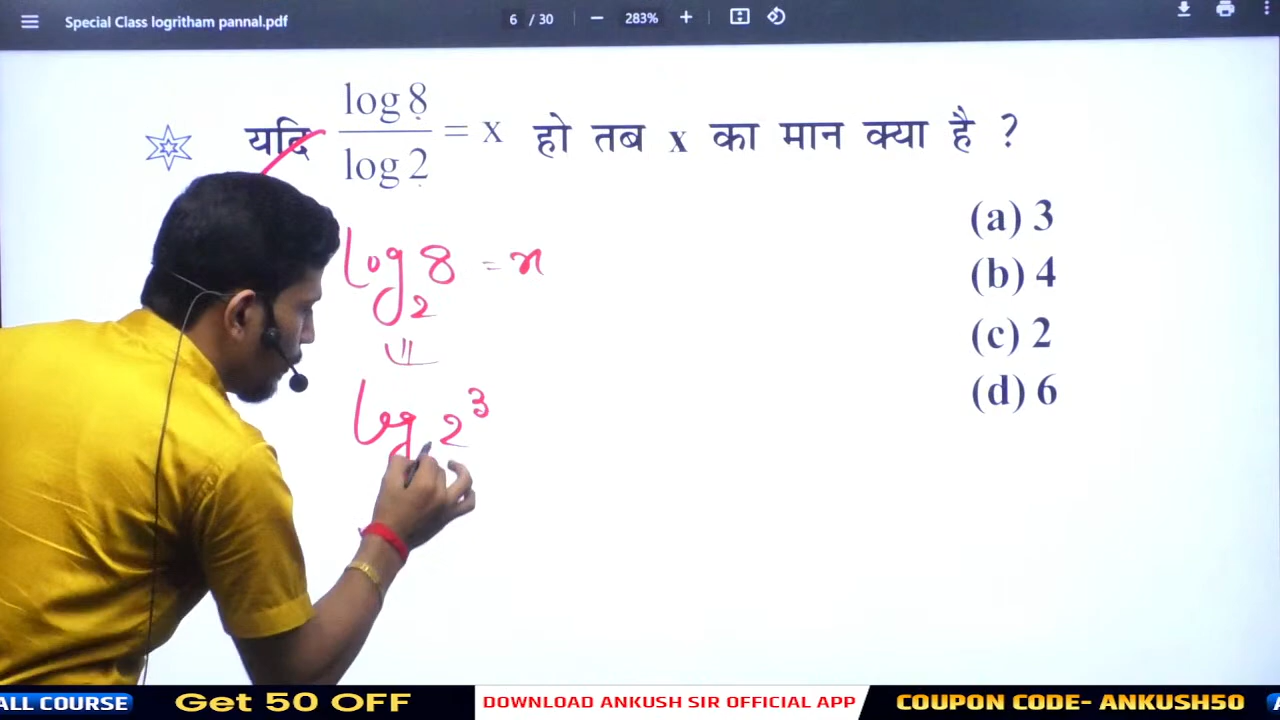 Special Class logritham pannal.pdf
6 / 30
283%
यदि log 8 / log 2 = x हो तब x का मान क्या है ?
(a) 3
(b) 4
(c) 2
(d) 6
log₂ 8 = x
log 2³
ALL COURSE
Get 50 OFF
DOWNLOAD ANKUSH SIR OFFICIAL APP
COUPON CODE- ANKUSH50